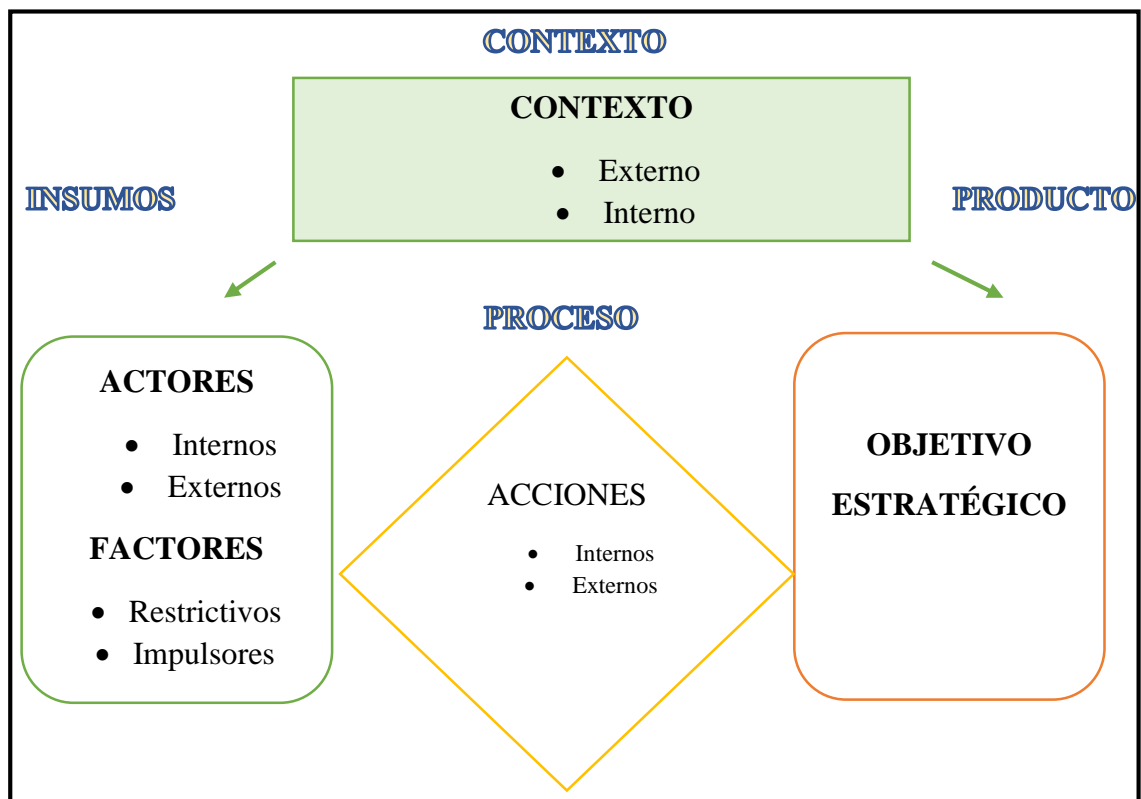 CONTEXTO
CONTEXTO
• Externo
• Interno
INSUMOS
PRODUCTO
PROCESO
ACTORES
• Internos
• Externos
FACTORES
• Restrictivos
• Impulsores
ACCIONES
• Internos
• Externos
OBJETIVO
ESTRATÉGICO